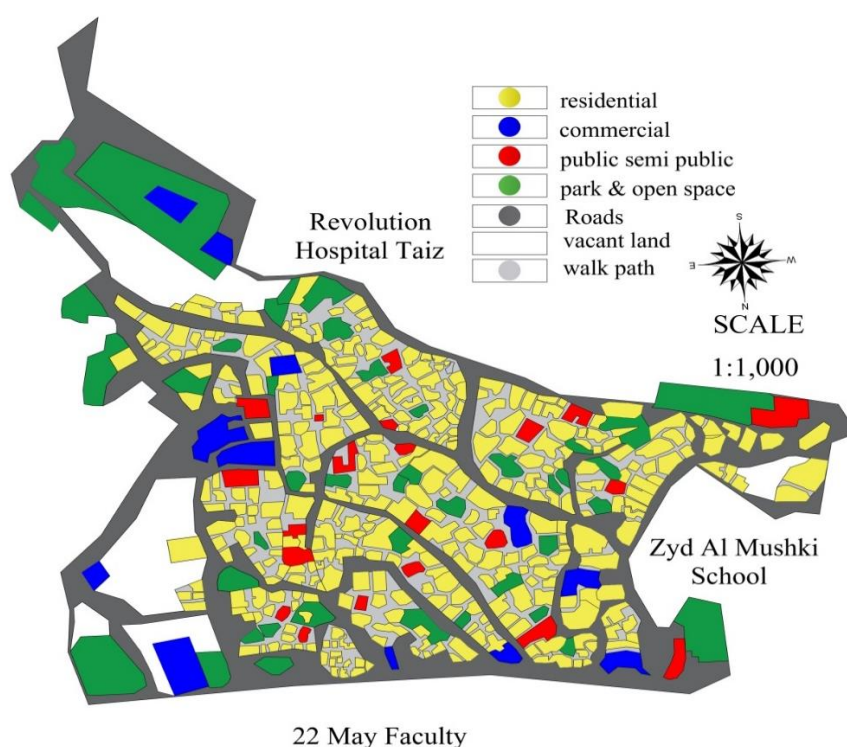 residential
commercial
public semi public
park & open space
Roads
vacant land
walk path
Revolution
Hospital Taiz
S
E
W
N
SCALE
1:1,000
Zyd Al Mushki
School
22 May Faculty